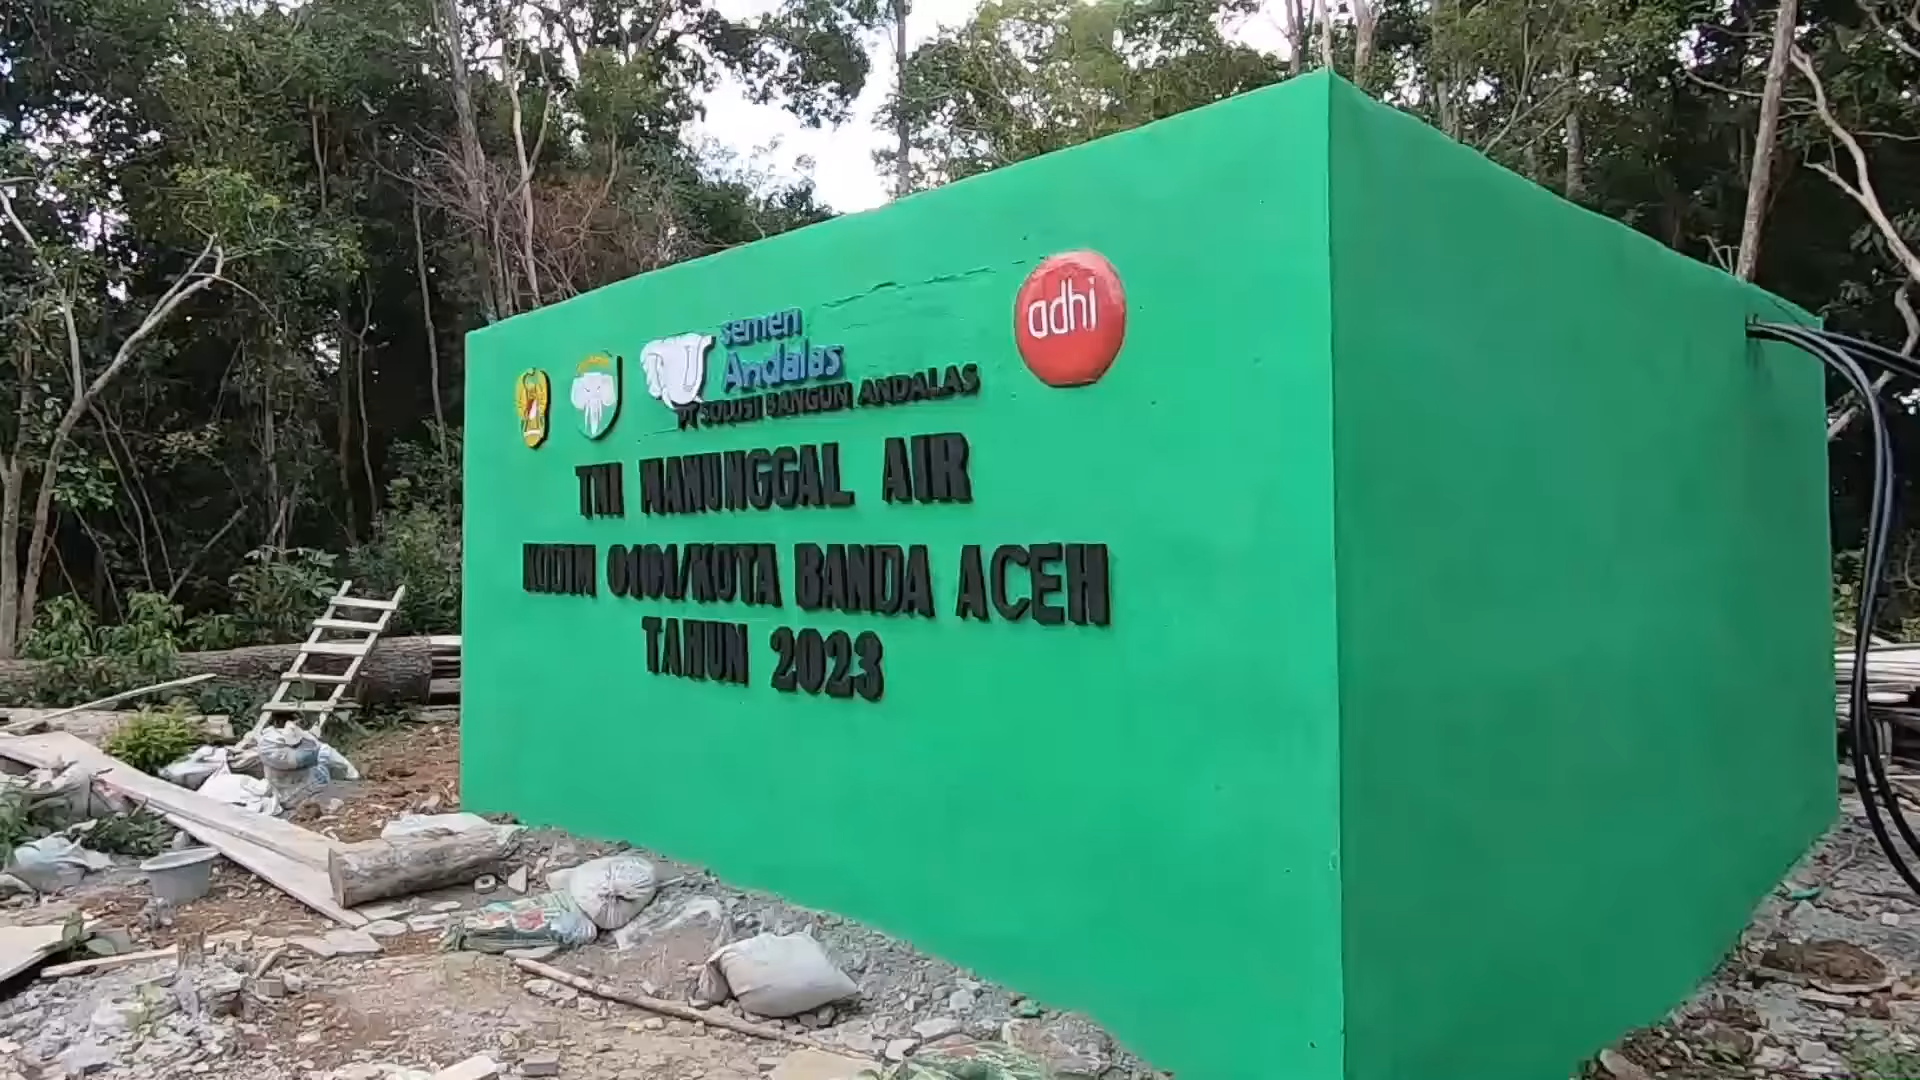 semen
Andalas
PT SOLUSI BANGUN ANDALAS
adhi
TNI MANUNGGAL AIR
KODIM 0101/KOTA BANDA ACEH
TAHUN 2023